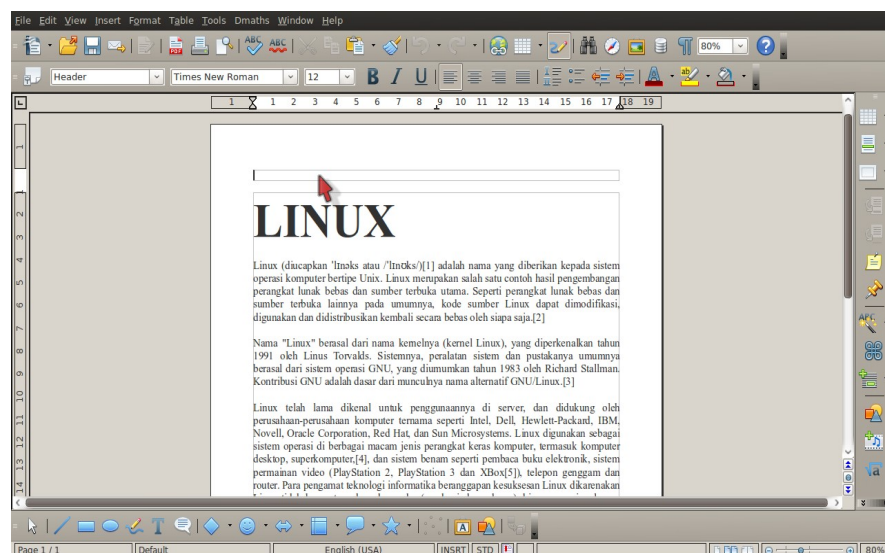 File Edit View Insert Format Table Tools Dmaths Window Help
80%
Header Times New Roman 12 B I U
1 1 2 3 4 5 6 7 8 9 10 11 12 13 14 15 16 17 18 19
LINUX
Linux (diucapkan ˈlɪnəks atau /ˈlɪnʊks/)[1] adalah nama yang diberikan kepada sistem
operasi komputer bertipe Unix. Linux merupakan salah satu contoh hasil pengembangan
perangkat lunak bebas dan sumber terbuka utama. Seperti perangkat lunak bebas dan
sumber terbuka lainnya pada umumnya, kode sumber Linux dapat dimodifikasi,
digunakan dan didistribusikan kembali secara bebas oleh siapa saja.[2]
Nama "Linux" berasal dari nama kernelnya (kernel Linux), yang diperkenalkan tahun
1991 oleh Linus Torvalds. Sistemnya, peralatan sistem dan pustakanya umumnya
berasal dari sistem operasi GNU, yang diumumkan tahun 1983 oleh Richard Stallman.
Kontribusi GNU adalah dasar dari munculnya nama alternatif GNU/Linux.[3]
Linux telah lama dikenal untuk penggunaannya di server, dan didukung oleh
perusahaan-perusahaan komputer ternama seperti Intel, Dell, Hewlett-Packard, IBM,
Novell, Oracle Corporation, Red Hat, dan Sun Microsystems. Linux digunakan sebagai
sistem operasi di berbagai macam jenis perangkat keras komputer, termasuk komputer
desktop, superkomputer,[4], dan sistem benam seperti pembaca buku elektronik, sistem
permainan video (PlayStation 2, PlayStation 3 dan XBox[5]), telepon genggam dan
router. Para pengamat teknologi informatika beranggapan kesuksesan Linux dikarenakan
Page 1 / 1 Default English (USA) INSRT STD 80%